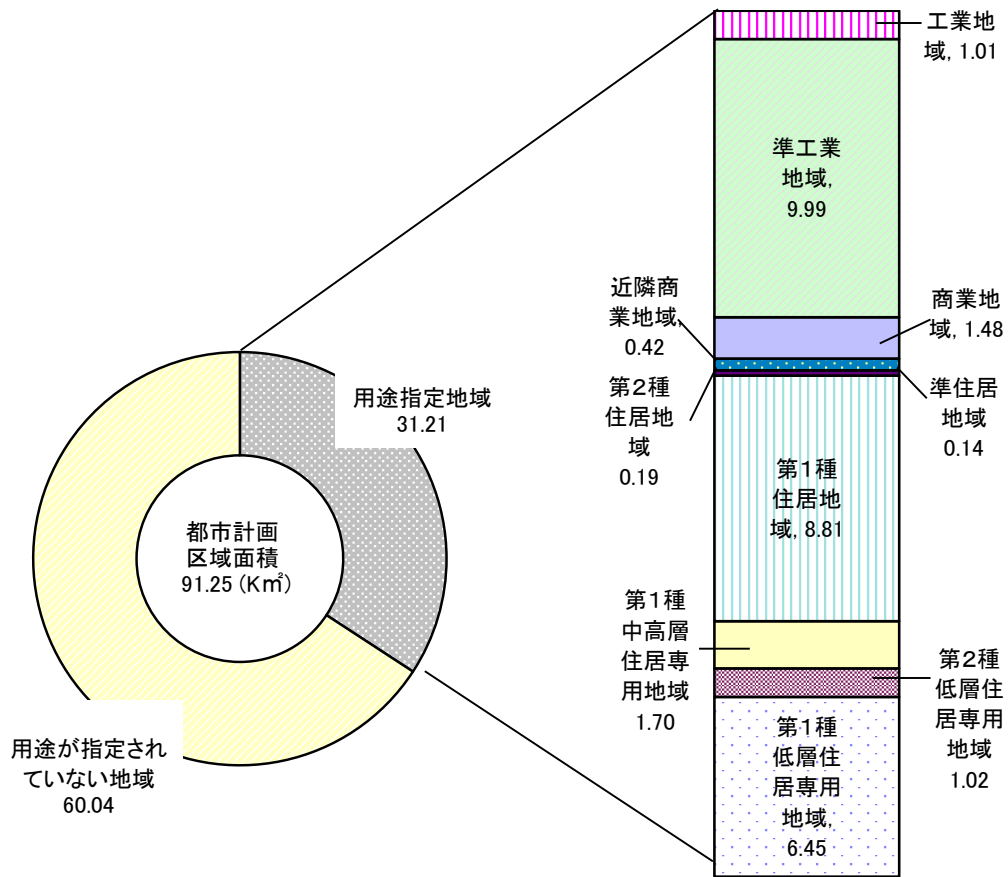 工業地
域, 1.01
準工業
地域,
9.99
近隣商
業地域,
0.42
商業地
域, 1.48
第2種
住居地
域
0.19
準住居
地域
0.14
用途指定地域
31.21
第1種
住居地
域, 8.81
都市計画
区域面積
91.25 (K㎡)
第1種
中高層
住居専
用地域
1.70
第2種
低層住
居専用
地域
1.02
第1種
低層住
居専用
地域,
6.45
用途が指定され
ていない地域
60.04